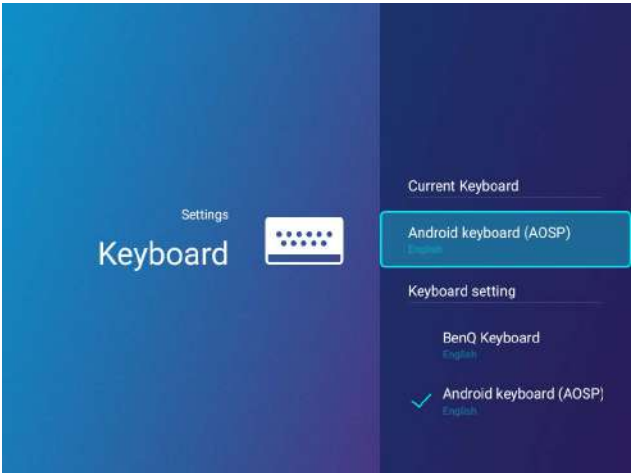 Settings
Keyboard
Current Keyboard
Android keyboard (AOSP)
English
Keyboard setting
BenQ Keyboard
English
Android keyboard (AOSP)
English